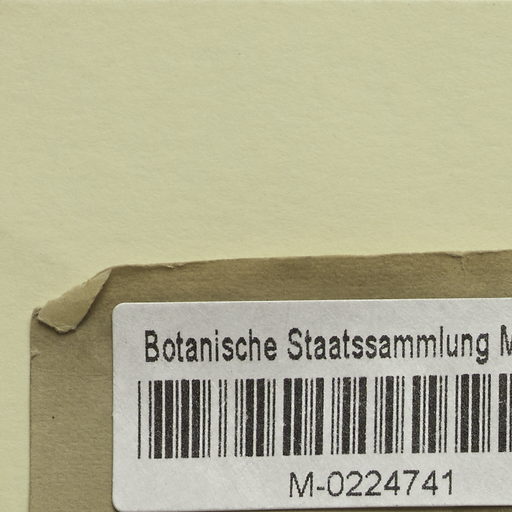 Botanische Staatssammlung M
M-0224741